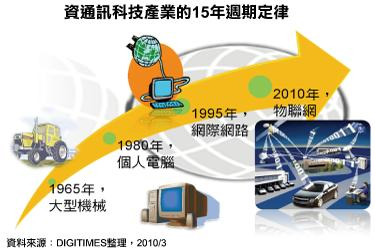 資通訊科技產業的15年週期定律
1965年，
大型機械
1980年，
個人電腦
1995年，
網際網路
2010年，
物聯網
資料來源：DIGITIMES整理，2010/3